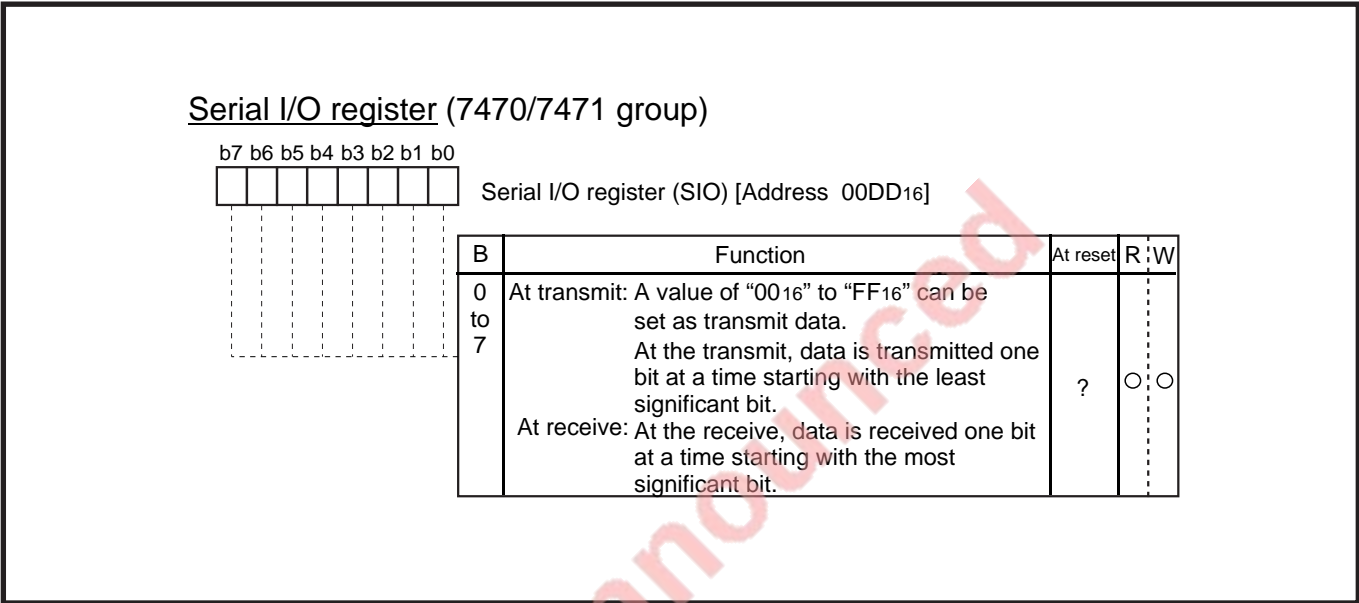 Serial I/O register (7470/7471 group)
b7 b6 b5 b4 b3 b2 b1 b0
Serial I/O register (SIO) [Address 00DD16]
B Function At reset R W
0 to 7
At transmit: A value of “0016” to “FF16” can be
set as transmit data.
At the transmit, data is transmitted one
bit at a time starting with the least
significant bit.
At receive: At the receive, data is received one bit
at a time starting with the most
significant bit.
? ○ ○
nounced